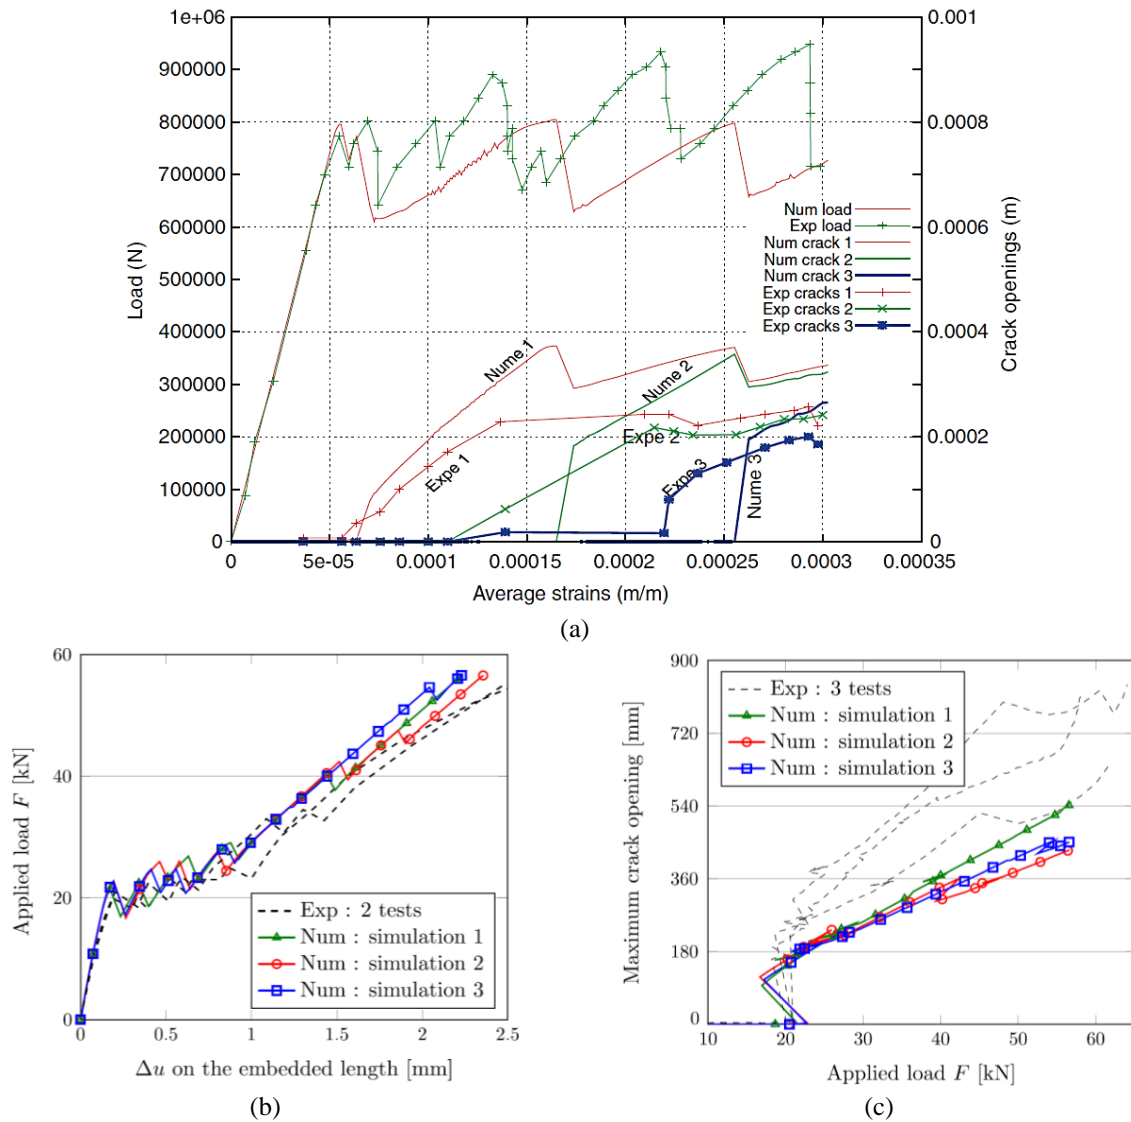 1e+06
900000
800000
700000
600000
500000
400000
300000
200000
100000
0
Load (N)
0 5e-05 0.0001 0.00015 0.0002 0.00025 0.0003 0.00035
Average strains (m/m)
0.001
0.0008
0.0006
0.0004
0.0002
0
Crack openings (m)
Num load
Exp load
Num crack 1
Num crack 2
Num crack 3
Exp cracks 1
Exp cracks 2
Exp cracks 3
Nume 1
Nume 2
Expe 1
Expe 2
Expe 3
Nume 3
(a)
60
40
20
0
Applied load F [kN]
0 0.5 1 1.5 2 2.5
Δu on the embedded length [mm]
Exp : 2 tests
Num : simulation 1
Num : simulation 2
Num : simulation 3
(b)
900
720
540
360
180
0
Maximum crack opening [mm]
10 20 30 40 50 60
Applied load F [kN]
Exp : 3 tests
Num : simulation 1
Num : simulation 2
Num : simulation 3
(c)